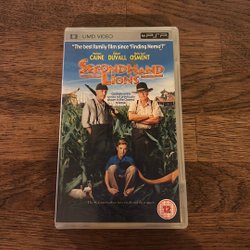 UMD VIDEO
PSP
"The best family film since 'Finding Nemo'!"
CAINE DUVALL OSMENT
SECONDHAND
LIONS
12